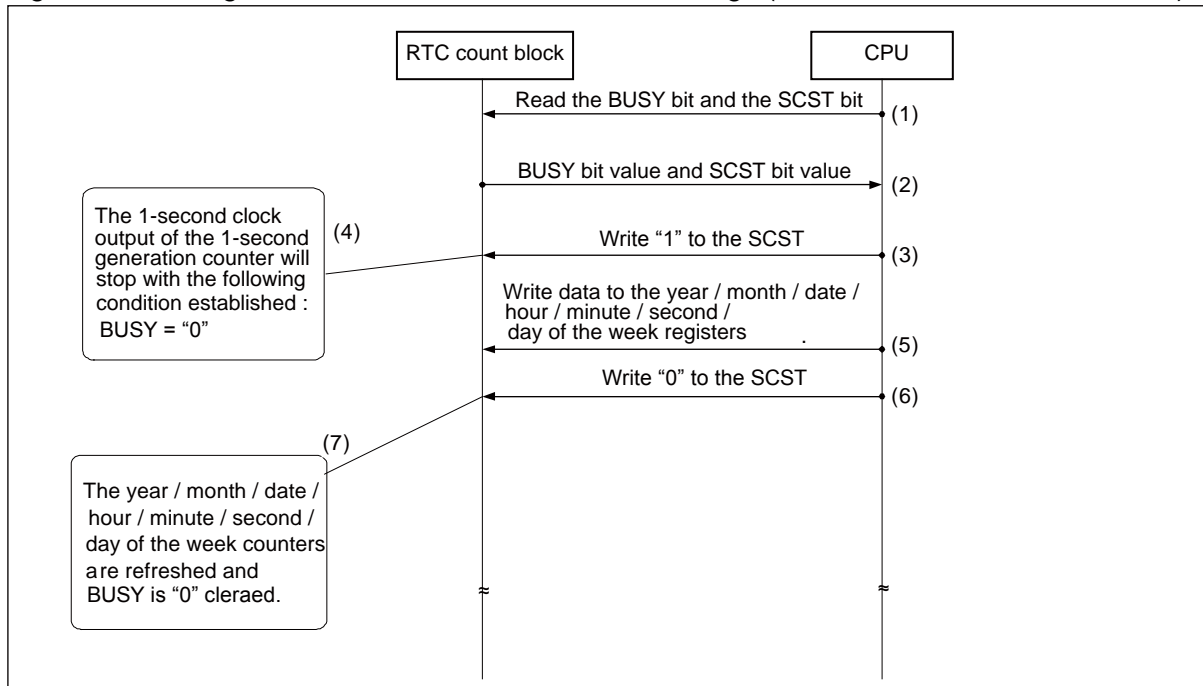 RTC count block
CPU
Read the BUSY bit and the SCST bit
(1)
BUSY bit value and SCST bit value
(2)
The 1-second clock
output of the 1-second
generation counter will
stop with the following
condition established :
BUSY = “0”
(4)
Write “1” to the SCST
(3)
Write data to the year / month / date /
hour / minute / second /
day of the week registers .
(5)
Write “0” to the SCST
(6)
(7)
The year / month / date /
hour / minute / second /
day of the week counters
are refreshed and
BUSY is “0” cleraed.